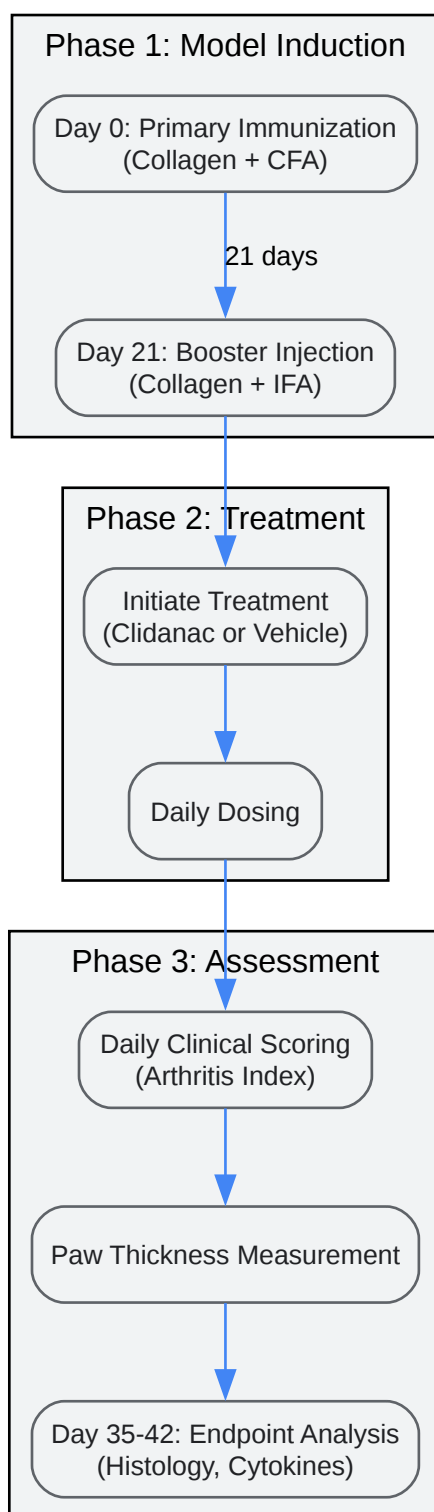 Phase 1: Model Induction
Day 0: Primary Immunization
(Collagen + CFA)
21 days
Day 21: Booster Injection
(Collagen + IFA)
Phase 2: Treatment
Initiate Treatment
(Clidanac or Vehicle)
Daily Dosing
Phase 3: Assessment
Daily Clinical Scoring
(Arthritis Index)
Paw Thickness Measurement
Day 35-42: Endpoint Analysis
(Histology, Cytokines)